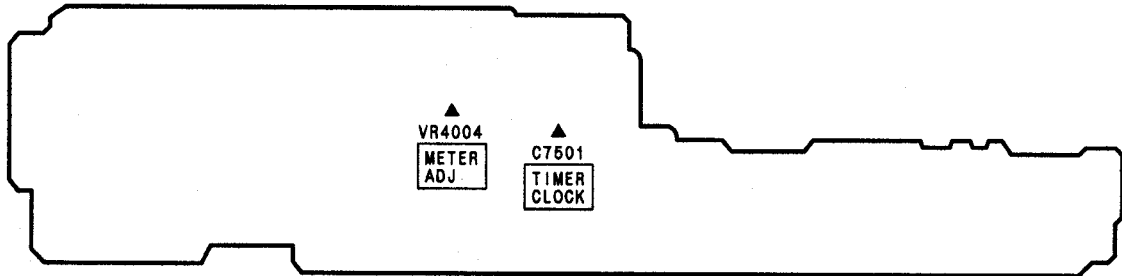 VR4004
METER
ADJ
C7501
TIMER
CLOCK